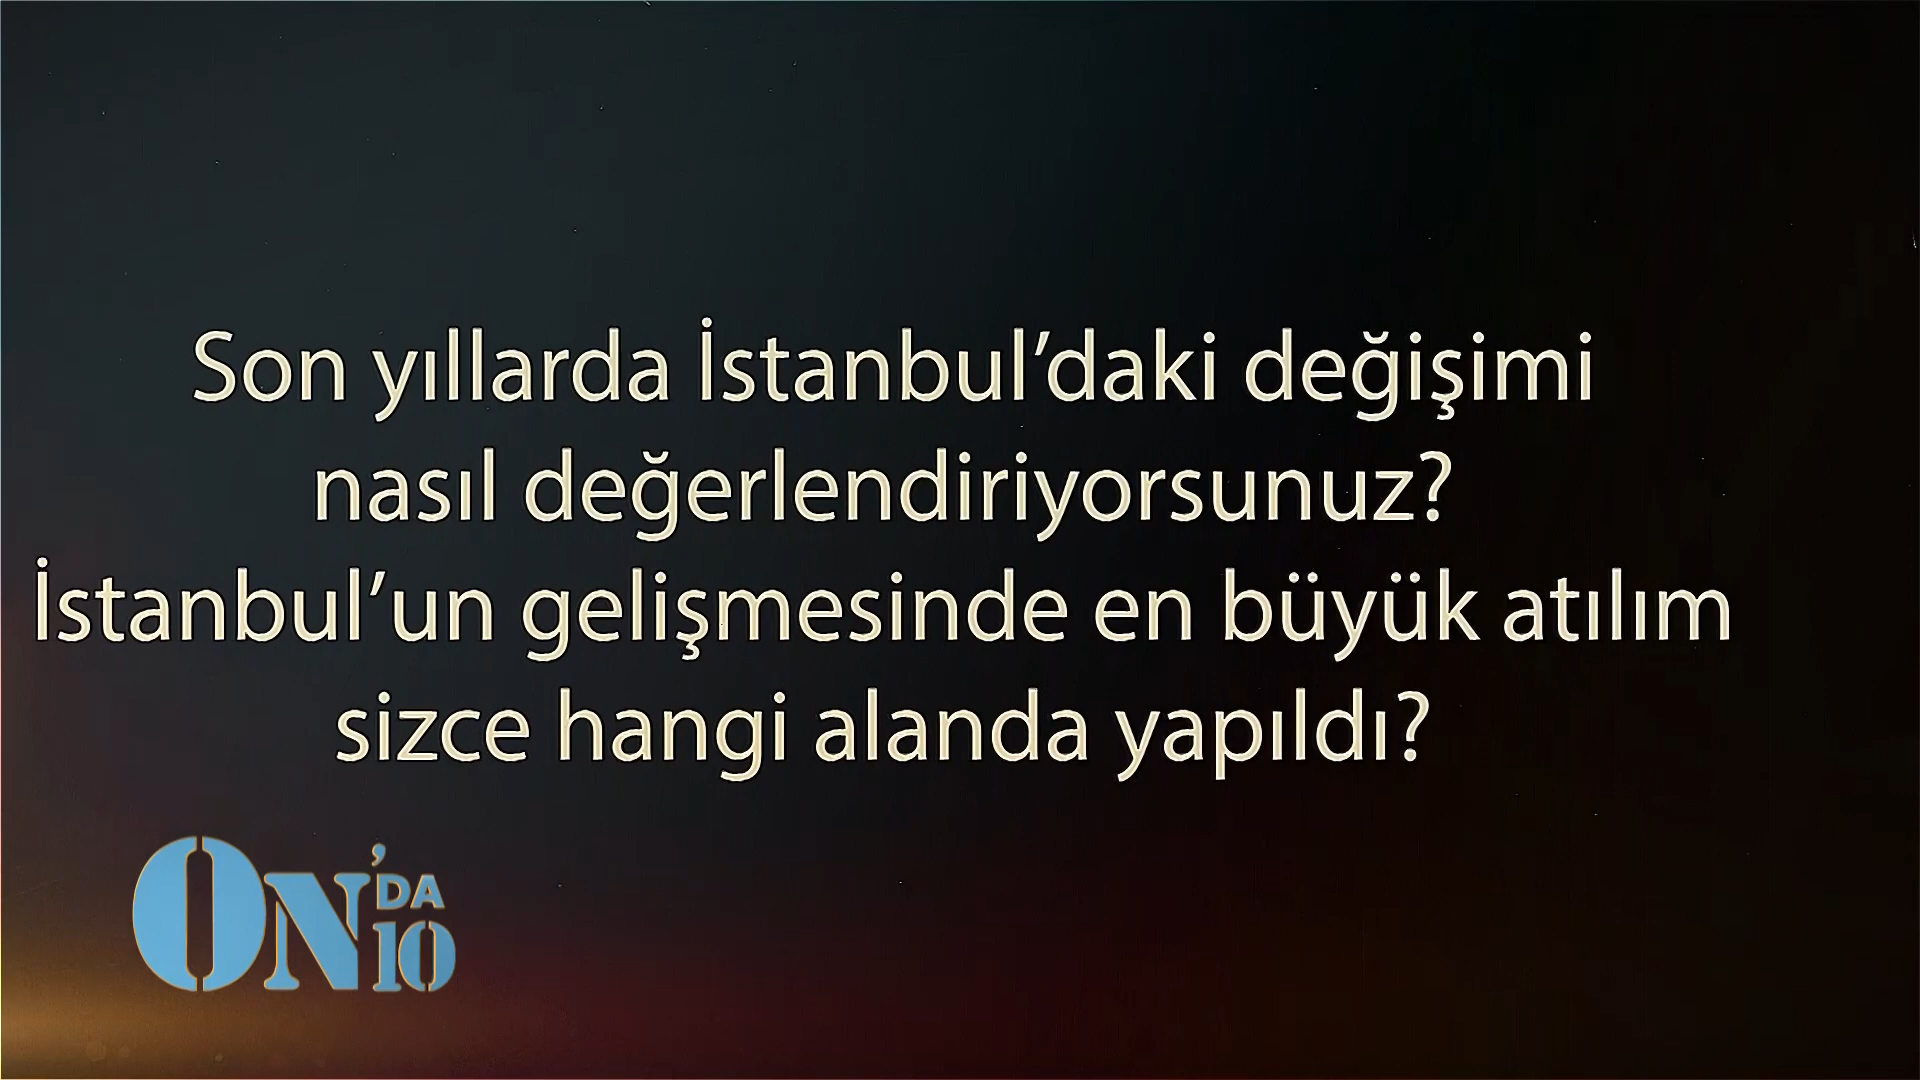 Son yıllarda İstanbul’daki değişimi
nasıl değerlendiriyorsunuz?
İstanbul’un gelişmesinde en büyük atılım
sizce hangi alanda yapıldı?
ON’DA
10